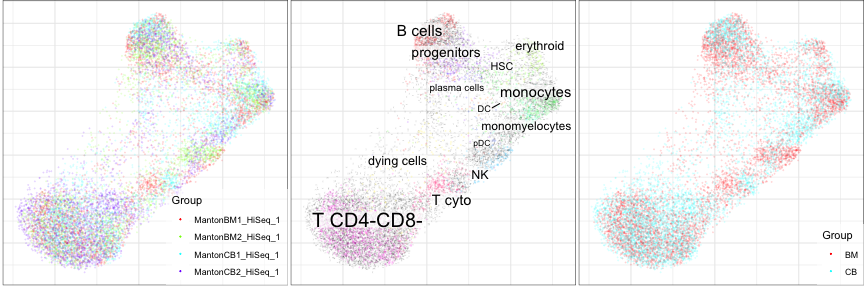 Group
MantonBM1_HiSeq_1
MantonBM2_HiSeq_1
MantonCB1_HiSeq_1
MantonCB2_HiSeq_1
B cells
progenitors
erythroid
HSC
plasma cells
monocytes
DC
monomyelocytes
pDC
dying cells
NK
T cyto
T CD4-CD8-
Group
BM
CB